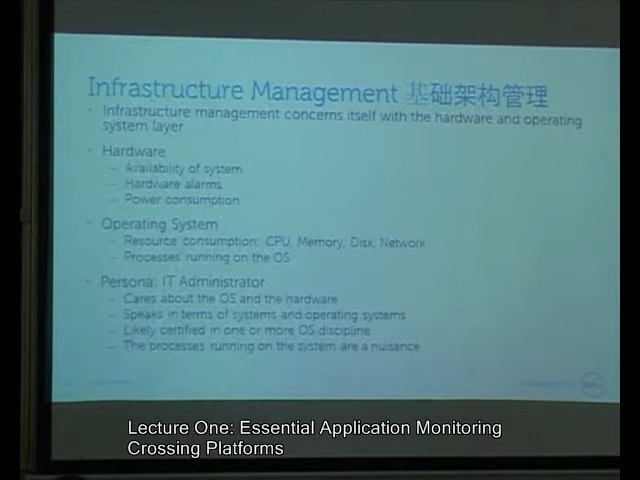 Infrastructure Management 基础架构管理
Infrastructure management concerns itself with the hardware and operating
system layer
Hardware
Availability of system
Hardware alarms
Power consumption
Operating System
Resource consumption: CPU, Memory, Disk, Network
Processes running on the OS
Persona: IT Administrator
Cares about the OS and the hardware
Speaks in terms of systems and operating systems
Likely certified in one or more OS discipline
The processes running on the system are a nuisance
Lecture One: Essential Application Monitoring
Crossing Platforms